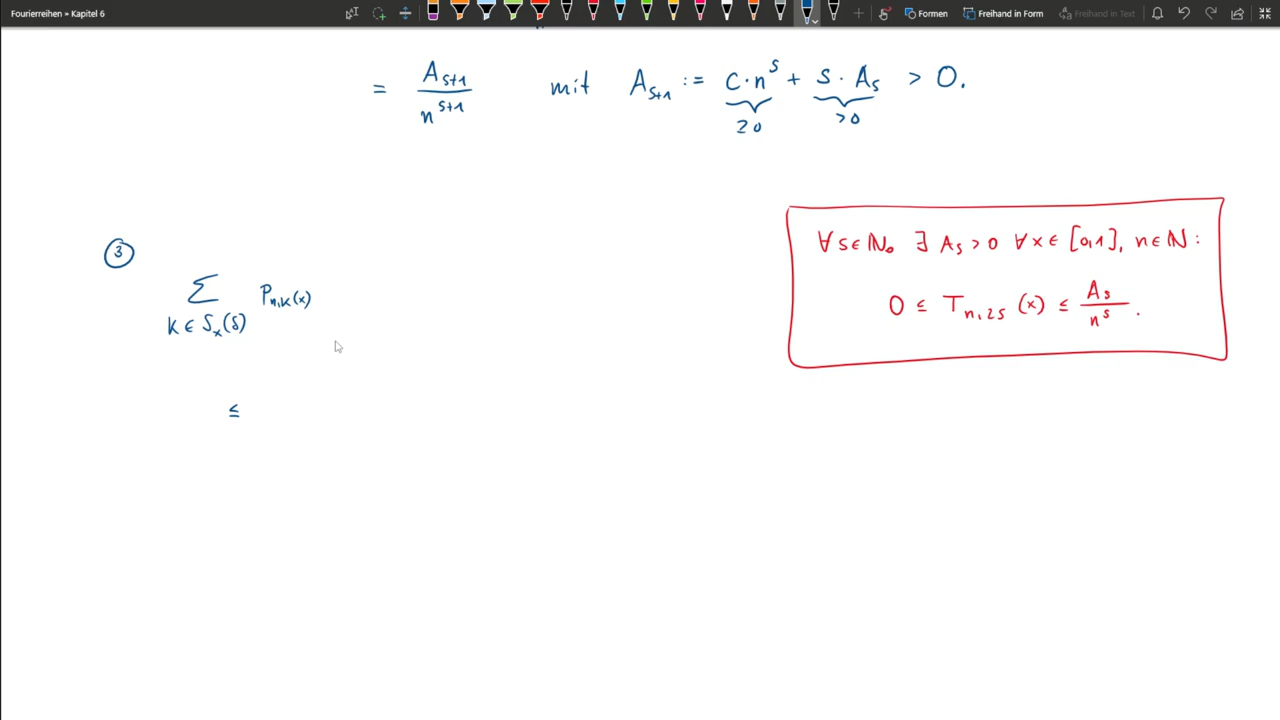 Fourierreihen » Kapitel 6
Formen
Freihand in Form
Freihand in Text
= A_{s+1} / n^{s+1} mit A_{s+1} := C · n^s + s · A_s > 0.
≥0 >0
③
∀ s ∈ ℕ₀ ∃ A_s > 0 ∀ x ∈ [0,1], n ∈ ℕ :
∑ p_{n,k}(x)
k ∈ S_x(δ)
0 ≤ T_{n,2s}(x) ≤ A_s / n^s .
≤